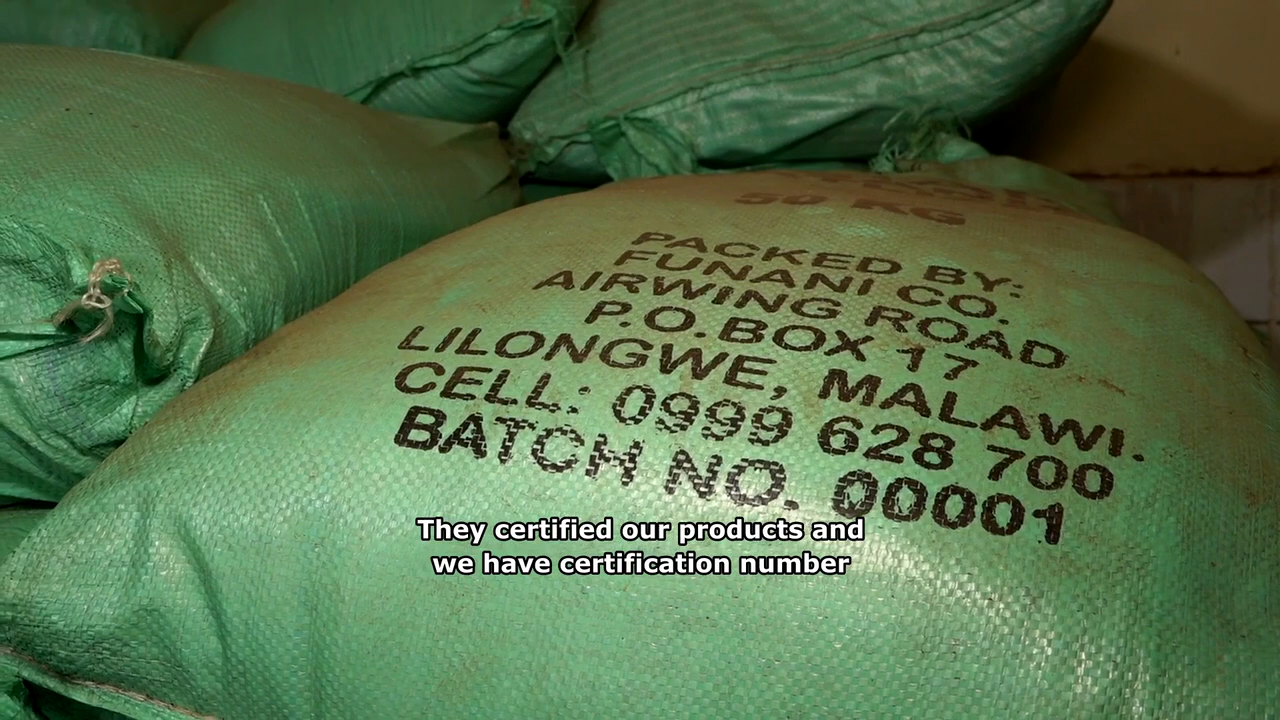 50 KG
PACKED BY:
FUNANI CO.
AIRWING ROAD
P.O.BOX 17
LILONGWE, MALAWI.
CELL: 0999 628 700
BATCH NO. 00001
They certified our products and
we have certification number